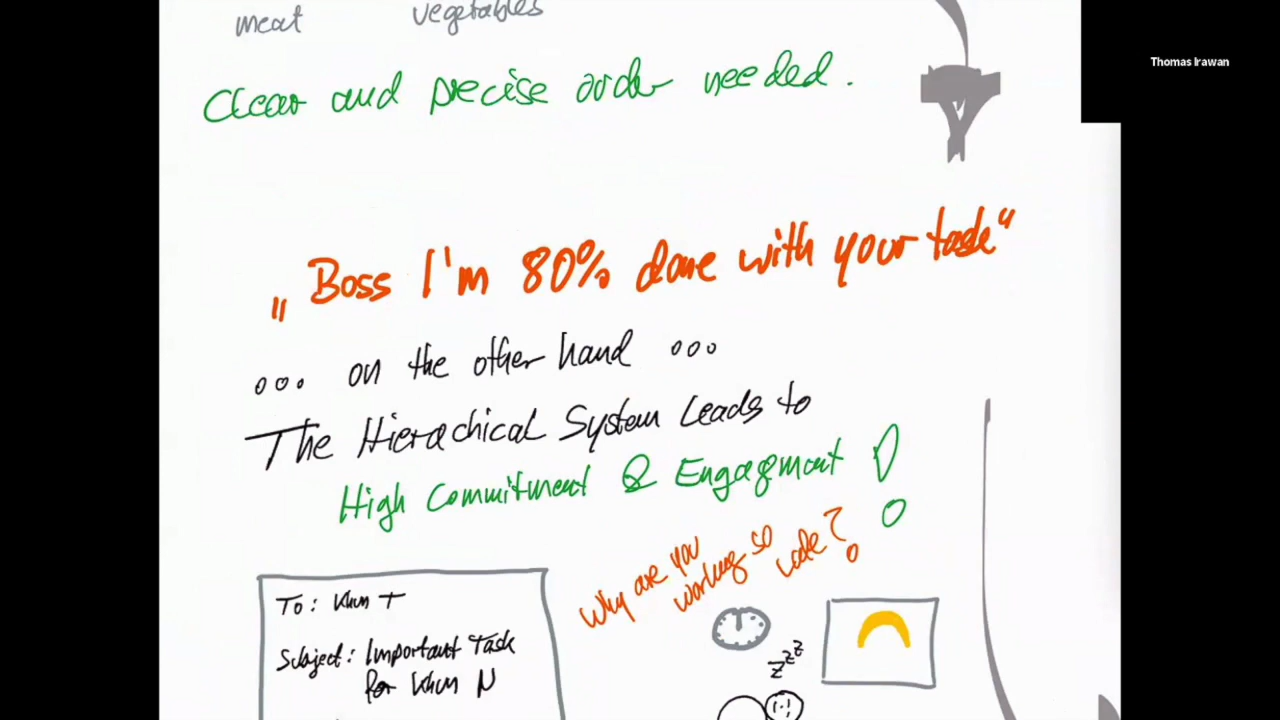 meat vegetables
Clear and precise order needed.
Thomas Irawan
„Boss I'm 80% done with your task“
... on the other hand ...
The Hierachical System Leads to
High Commitment & Engagment !
Why are you
working so
late?
To: Khun T
Subject: Important Task
for Khun N
zzz